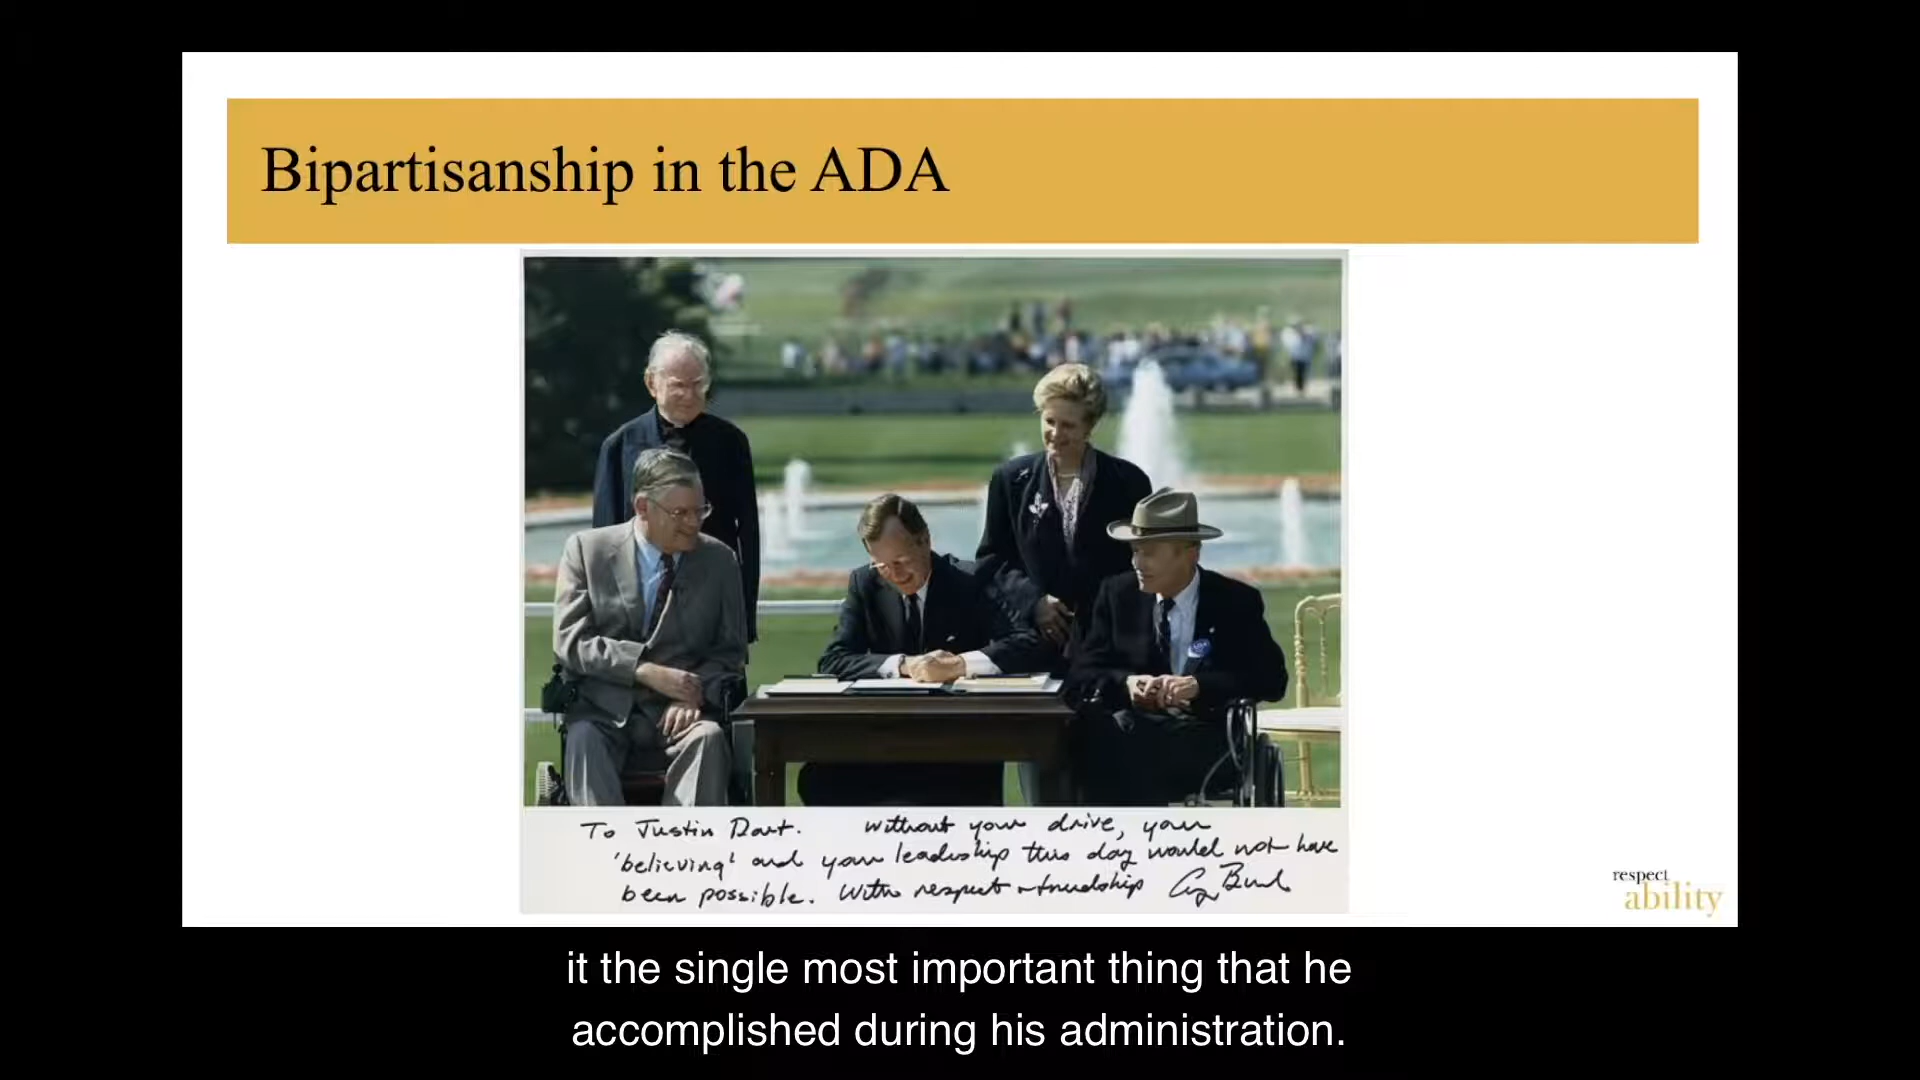 Bipartisanship in the ADA
To Justin Dart. Without your drive, your
'believing' and your leadership this day would not have
been possible. With respect + friendship
respect
ability
it the single most important thing that he
accomplished during his administration.